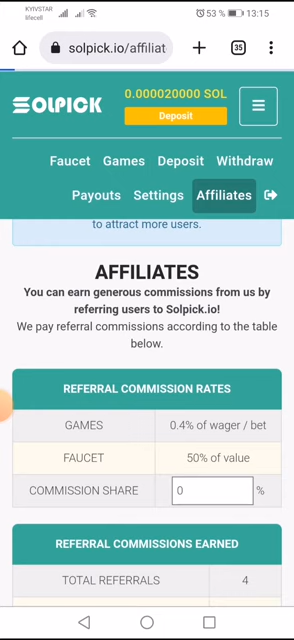 KYIVSTAR
lifecell
53 %
13:15
solpick.io/affiliat
35
SOLPICK
0.000020000 SOL
Deposit
Faucet Games Deposit Withdraw
Payouts Settings Affiliates
to attract more users.
AFFILIATES
You can earn generous commissions from us by
referring users to Solpick.io!
We pay referral commissions according to the table
below.
REFERRAL COMMISSION RATES
GAMES 0.4% of wager / bet
FAUCET 50% of value
COMMISSION SHARE 0 %
REFERRAL COMMISSIONS EARNED
TOTAL REFERRALS 4